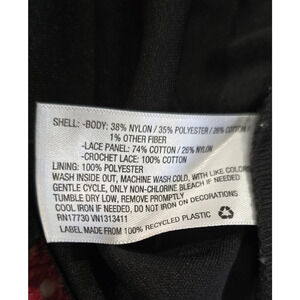 SHELL: -BODY: 38% NYLON / 35% POLYESTER / 26% COTTON /
1% OTHER FIBER
-LACE PANEL: 74% COTTON / 26% NYLON
-CROCHET LACE: 100% COTTON
LINING: 100% POLYESTER
WASH INSIDE OUT, MACHINE WASH COLD, WITH LIKE COLORS
GENTLE CYCLE, ONLY NON-CHLORINE BLEACH IF NEEDED
TUMBLE DRY LOW, REMOVE PROMPTLY
COOL IRON IF NEEDED, DO NOT IRON ON DECORATIONS
RN17730 VN1313411
LABEL MADE FROM 100% RECYCLED PLASTIC